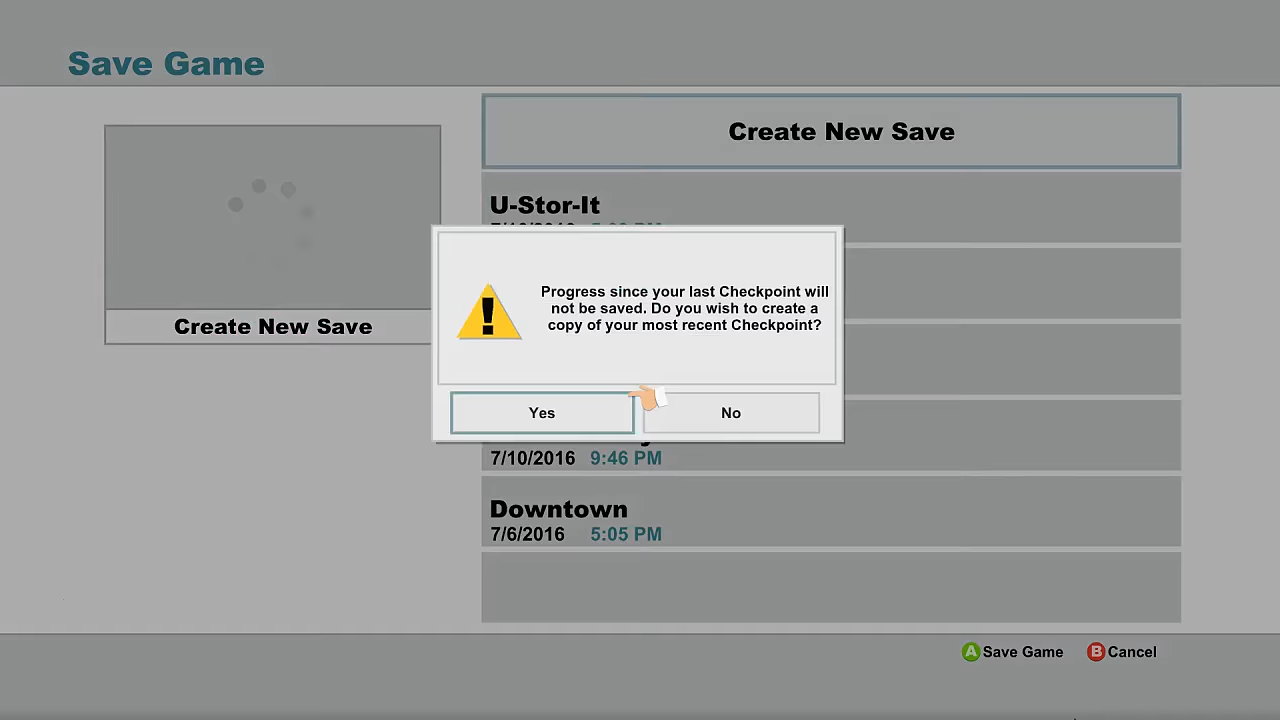 Save Game
Create New Save
U-Stor-It
Create New Save
Progress since your last Checkpoint will
not be saved. Do you wish to create a
copy of your most recent Checkpoint?
Yes
No
7/10/2016 9:46 PM
Downtown
7/6/2016 5:05 PM
A Save Game
B Cancel